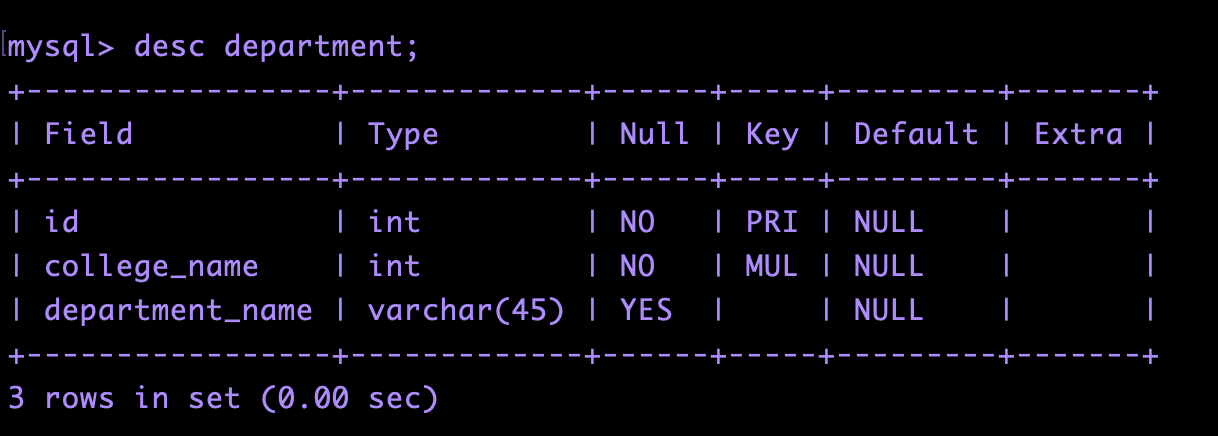 mysql> desc department;
+-----------------+-------------+------+-----+---------+-------+
| Field           | Type        | Null | Key | Default | Extra |
+-----------------+-------------+------+-----+---------+-------+
| id              | int         | NO   | PRI | NULL    |       |
| college_name    | int         | NO   | MUL | NULL    |       |
| department_name | varchar(45) | YES  |     | NULL    |       |
+-----------------+-------------+------+-----+---------+-------+
3 rows in set (0.00 sec)